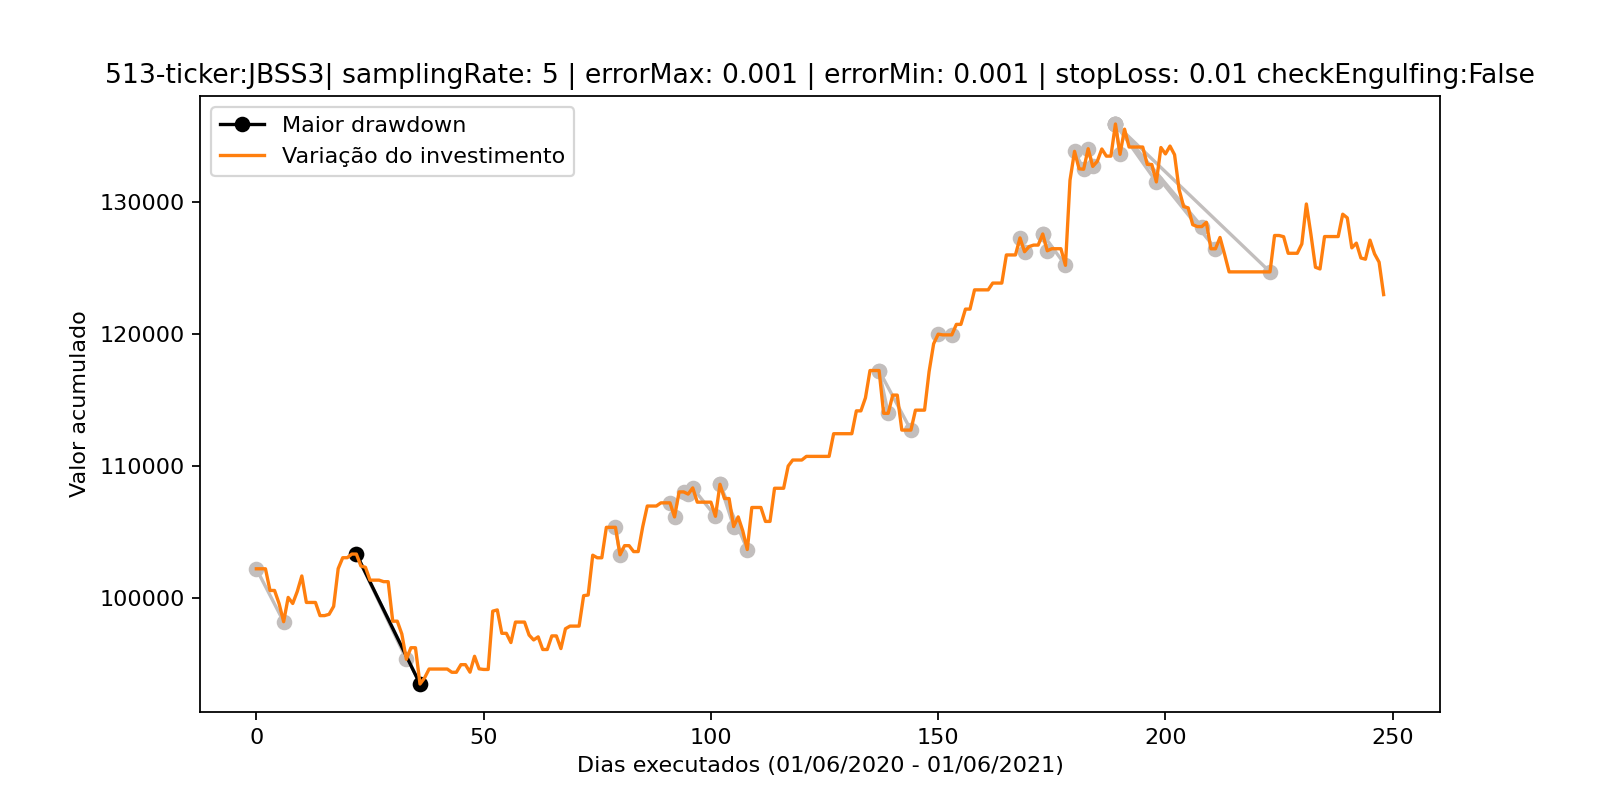 513-ticker:JBSS3| samplingRate: 5 | errorMax: 0.001 | errorMin: 0.001 | stopLoss: 0.01 checkEngulfing:False
Maior drawdown
Variação do investimento
Valor acumulado
130000
120000
110000
100000
0 50 100 150 200 250
Dias executados (01/06/2020 - 01/06/2021)